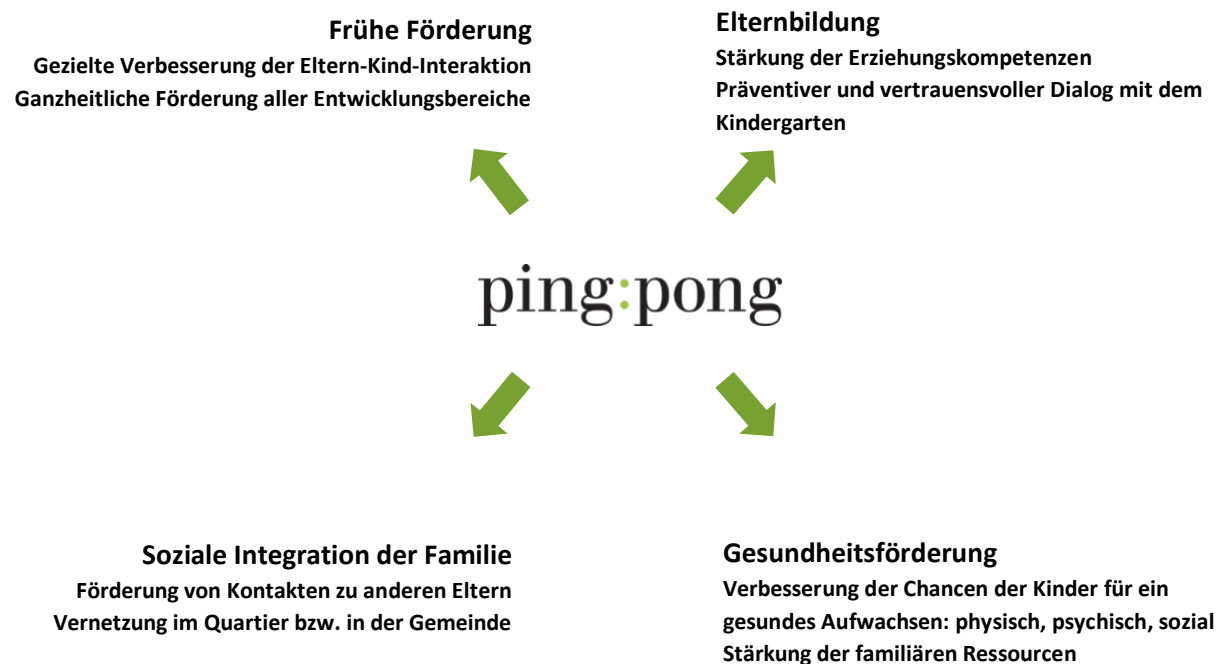 Frühe Förderung
Gezielte Verbesserung der Eltern-Kind-Interaktion
Ganzheitliche Förderung aller Entwicklungsbereiche
Elternbildung
Stärkung der Erziehungskompetenzen
Präventiver und vertrauensvoller Dialog mit dem
Kindergarten
ping:pong
Soziale Integration der Familie
Förderung von Kontakten zu anderen Eltern
Vernetzung im Quartier bzw. in der Gemeinde
Gesundheitsförderung
Verbesserung der Chancen der Kinder für ein
gesundes Aufwachsen: physisch, psychisch, sozial
Stärkung der familiären Ressourcen